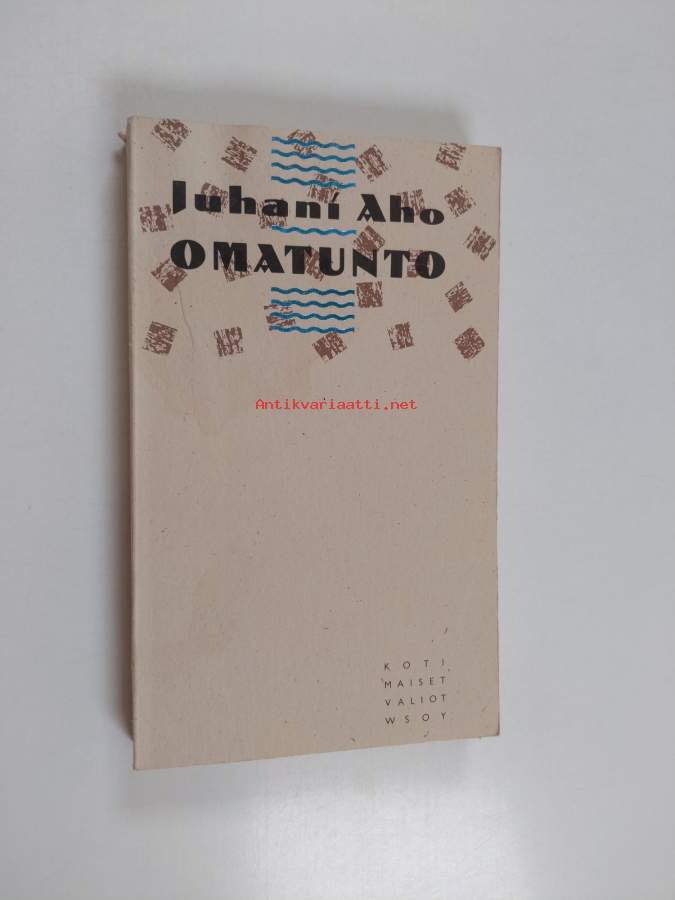 Juhani Aho
OMATUNTO
Antikvariaatti.net
KOTI
MAISET
VALIOT
WSOY